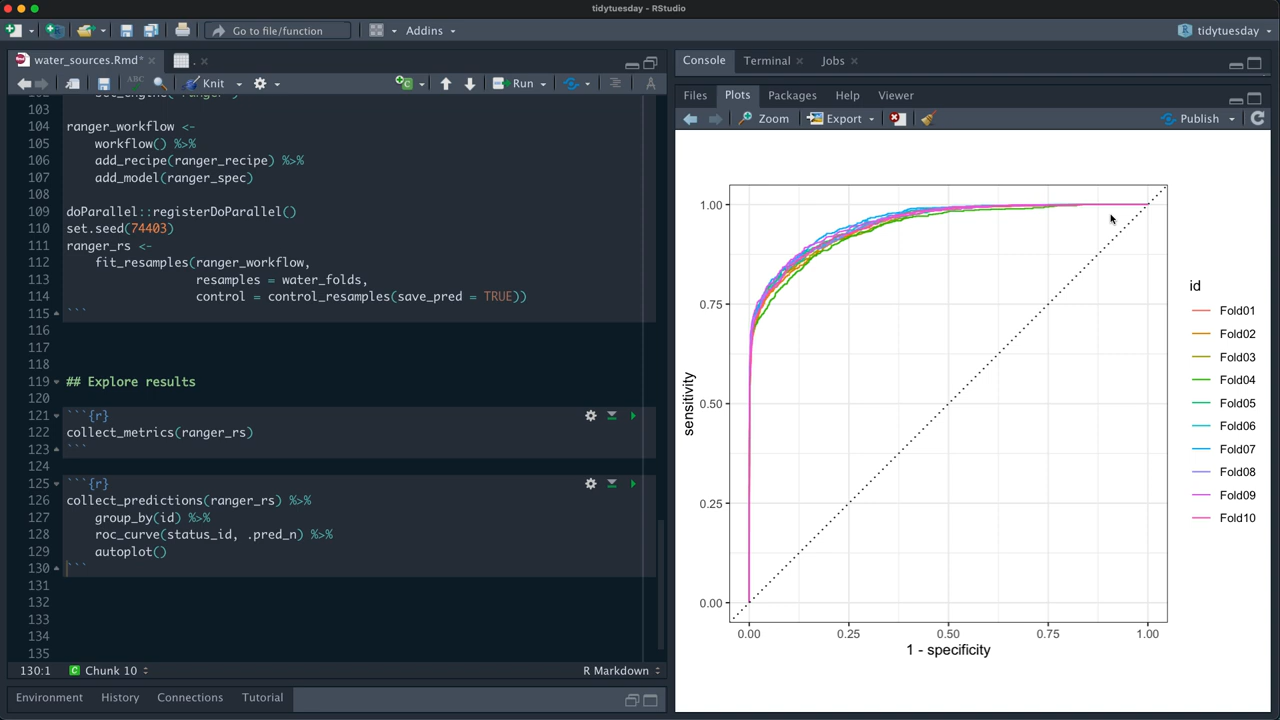 tidytuesday - RStudio
Go to file/function
Addins
tidytuesday
water_sources.Rmd*
Knit
Run
103
104 ranger_workflow <-
105 workflow() %>%
106 add_recipe(ranger_recipe) %>%
107 add_model(ranger_spec)
108
109 doParallel::registerDoParallel()
110 set.seed(74403)
111 ranger_rs <-
112 fit_resamples(ranger_workflow,
113 resamples = water_folds,
114 control = control_resamples(save_pred = TRUE))
115 ```
116
117
118
119 ## Explore results
120
121 ```{r}
122 collect_metrics(ranger_rs)
123 ```
124
125 ```{r}
126 collect_predictions(ranger_rs) %>%
127 group_by(id) %>%
128 roc_curve(status_id, .pred_n) %>%
129 autoplot()
130 ```
131
132
133
134
135
130:1 Chunk 10 R Markdown
Environment History Connections Tutorial
Console Terminal Jobs
Files Plots Packages Help Viewer
Zoom Export Publish
1.00
0.75
0.50
0.25
0.00
sensitivity
0.00 0.25 0.50 0.75 1.00
1 - specificity
id
Fold01
Fold02
Fold03
Fold04
Fold05
Fold06
Fold07
Fold08
Fold09
Fold10